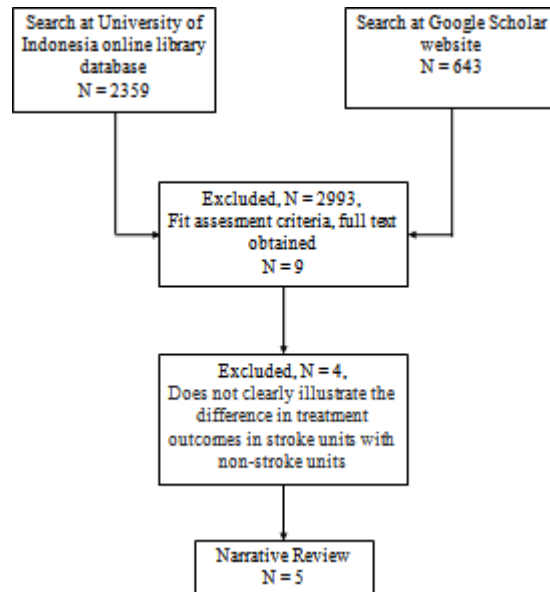 Search at University of
Indonesia online library
database
N = 2359
Search at Google Scholar
website
N = 643
Excluded, N = 2993,
Fit assesment criteria, full text
obtained
N = 9
Excluded, N = 4,
Does not clearly illustrate the
difference in treatment
outcomes in stroke units with
non-stroke units
Narrative Review
N = 5